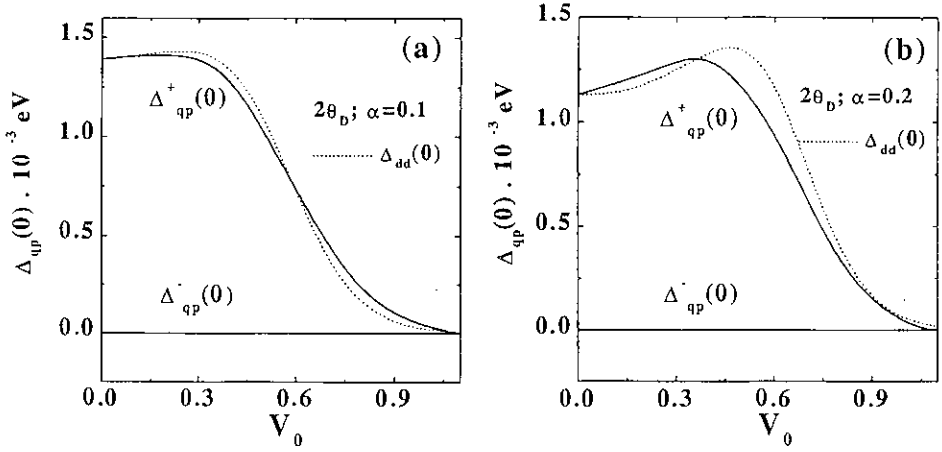 (a)
1.5
1.0
0.5
0.0
Δqp(0) . 10 -3 eV
Δ+qp(0)
2θD; α=0.1
Δdd(0)
Δ-qp(0)
0.0 0.3 0.6 0.9
V0
(b)
1.5
1.0
0.5
0.0
Δqp(0) . 10 -3 eV
Δ+qp(0)
2θD; α=0.2
Δdd(0)
Δ-qp(0)
0.0 0.3 0.6 0.9
V0